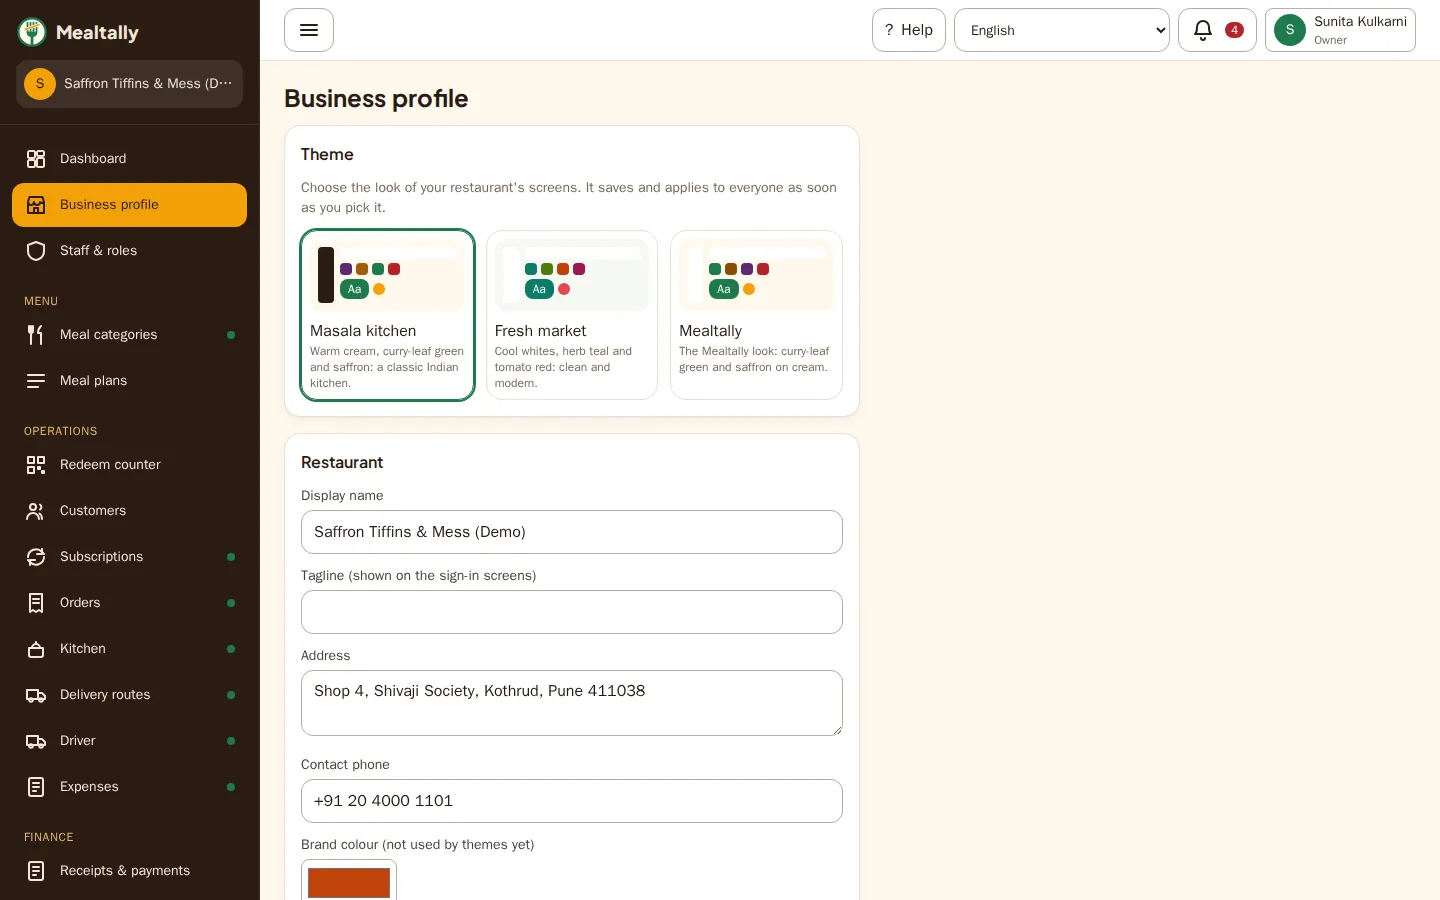 Mealtally
S
Saffron Tiffins & Mess (D···
Dashboard
Business profile
Staff & roles
MENU
Meal categories
Meal plans
OPERATIONS
Redeem counter
Customers
Subscriptions
Orders
Kitchen
Delivery routes
Driver
Expenses
FINANCE
Receipts & payments
? Help
English
4
S
Sunita Kulkarni
Owner
Business profile
Theme
Choose the look of your restaurant's screens. It saves and applies to everyone as soon
as you pick it.
Aa
Masala kitchen
Warm cream, curry-leaf green
and saffron: a classic Indian
kitchen.
Aa
Fresh market
Cool whites, herb teal and
tomato red: clean and
modern.
Aa
Mealtally
The Mealtally look: curry-leaf
green and saffron on cream.
Restaurant
Display name
Saffron Tiffins & Mess (Demo)
Tagline (shown on the sign-in screens)
Address
Shop 4, Shivaji Society, Kothrud, Pune 411038
Contact phone
+91 20 4000 1101
Brand colour (not used by themes yet)